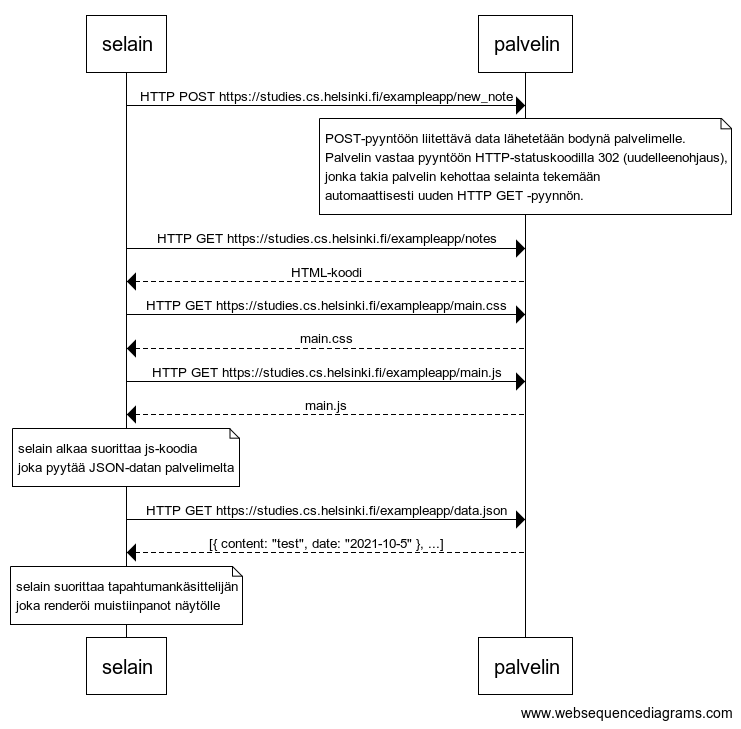 selain
palvelin
HTTP POST https://studies.cs.helsinki.fi/exampleapp/new_note
POST-pyyntöön liitettävä data lähetetään bodynä palvelimelle.
Palvelin vastaa pyyntöön HTTP-statuskoodilla 302 (uudelleenohjaus),
jonka takia palvelin kehottaa selainta tekemään
automaattisesti uuden HTTP GET -pyynnön.
HTTP GET https://studies.cs.helsinki.fi/exampleapp/notes
HTML-koodi
HTTP GET https://studies.cs.helsinki.fi/exampleapp/main.css
main.css
HTTP GET https://studies.cs.helsinki.fi/exampleapp/main.js
main.js
selain alkaa suorittaa js-koodia
joka pyytää JSON-datan palvelimelta
HTTP GET https://studies.cs.helsinki.fi/exampleapp/data.json
[{ content: "test", date: "2021-10-5" }, ...]
selain suorittaa tapahtumankäsittelijän
joka renderöi muistiinpanot näytölle
selain
palvelin
www.websequencediagrams.com